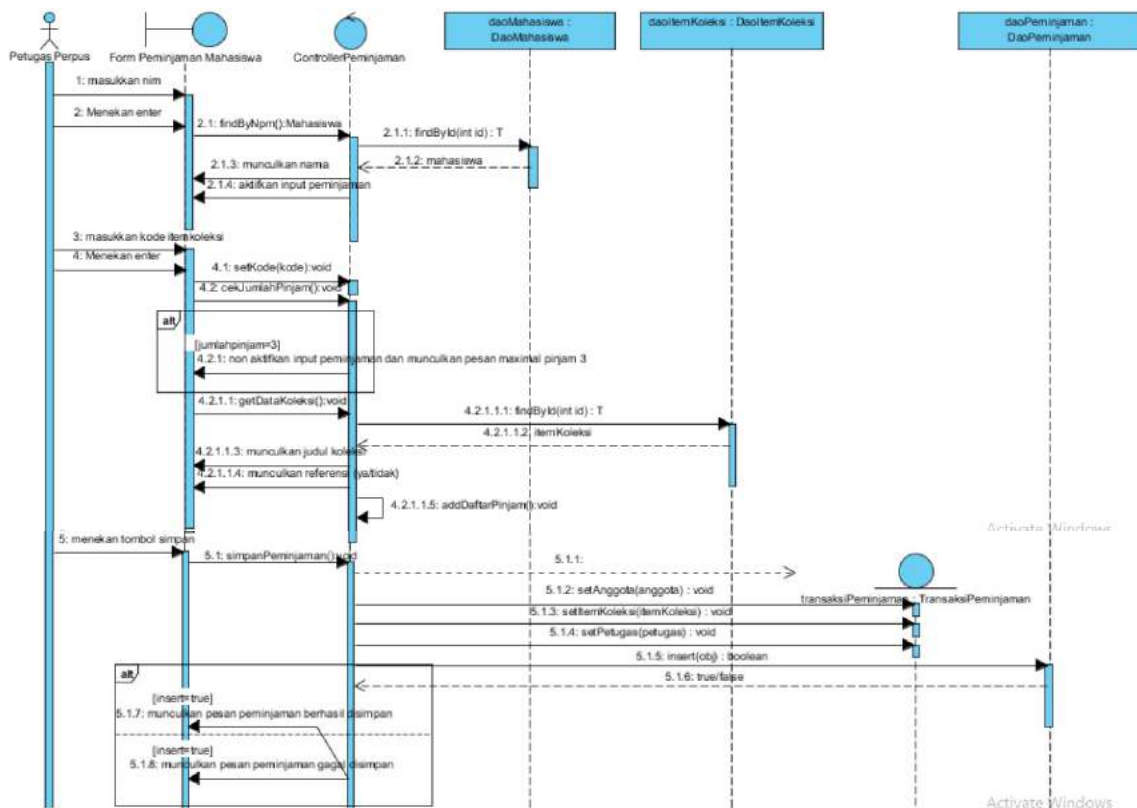 daoMahasiswa :
DaoMahasiswa
daoItemKoleksi : DaoItemKoleksi
daoPeminjaman :
DaoPeminjaman
Petugas Perpus
Form Peminjaman Mahasiswa
ControllerPeminjaman
1: masukkan nim
2: Menekan enter
2.1: findByNpm():Mahasiswa
2.1.1: findById(int id) : T
2.1.2: mahasiswa
2.1.3: munculkan nama
2.1.4: aktifkan input peminjaman
3: masukkan kode itemkoleksi
4: Menekan enter
4.1: setKode(kode):void
4.2: cekJumlahPinjam():void
alt
[jumlahpinjam=3]
4.2.1: non aktifkan input peminjaman dan munculkan pesan maximal pinjam 3
4.2.1.1: getDataKoleksi():void
4.2.1.1.1: findById(int id) : T
4.2.1.1.2: itemKoleksi
4.2.1.1.3: munculkan judul koleksi
4.2.1.1.4: munculkan referensi (ya/tidak)
4.2.1.1.5: addDaftarPinjam():void
Activate Windows
5: menekan tombol simpan
5.1: simpanPeminjaman():void
5.1.1:
5.1.2: setAnggota(anggota) : void
transaksiPeminjaman : TransaksiPeminjaman
5.1.3: setItemKoleksi(itemKoleksi) : void
5.1.4: setPetugas(petugas) : void
5.1.5: insert(obj) : boolean
alt
5.1.6: true/false
[insert=true]
5.1.7: munculkan pesan peminjaman berhasil disimpan
[insert=true]
5.1.8: munculkan pesan peminjaman gagal disimpan
Activate Windows